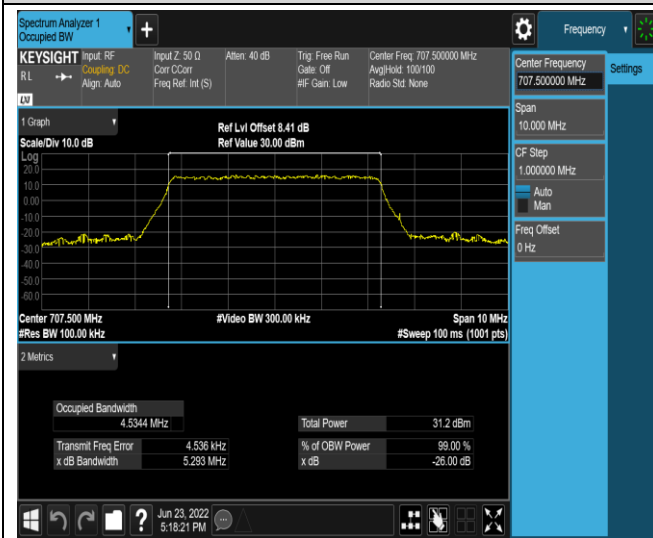 Spectrum Analyzer 1
Occupied BW
Frequency
KEYSIGHT
RL
LXI
Input: RF
Coupling: DC
Align: Auto
Input Z: 50 Ω
Corr CCorr
Freq Ref: Int (S)
Atten: 40 dB
Trig: Free Run
Gate: Off
#IF Gain: Low
Center Freq: 707.500000 MHz
Avg|Hold: 100/100
Radio Std: None
Center Frequency
707.500000 MHz
Settings
Span
10.000 MHz
CF Step
1.000000 MHz
Auto
Man
Freq Offset
0 Hz
1 Graph
Scale/Div 10.0 dB
Ref Lvl Offset 8.41 dB
Ref Value 30.00 dBm
Log
20.0
10.0
0.00
-10.0
-20.0
-30.0
-40.0
-50.0
-60.0
Center 707.500 MHz
#Video BW 300.00 kHz
Span 10 MHz
#Res BW 100.00 kHz
#Sweep 100 ms (1001 pts)
2 Metrics
Occupied Bandwidth
4.5344 MHz
Total Power 31.2 dBm
Transmit Freq Error 4.536 kHz
% of OBW Power 99.00 %
x dB Bandwidth 5.293 MHz
x dB -26.00 dB
?
Jun 23, 2022
5:18:21 PM